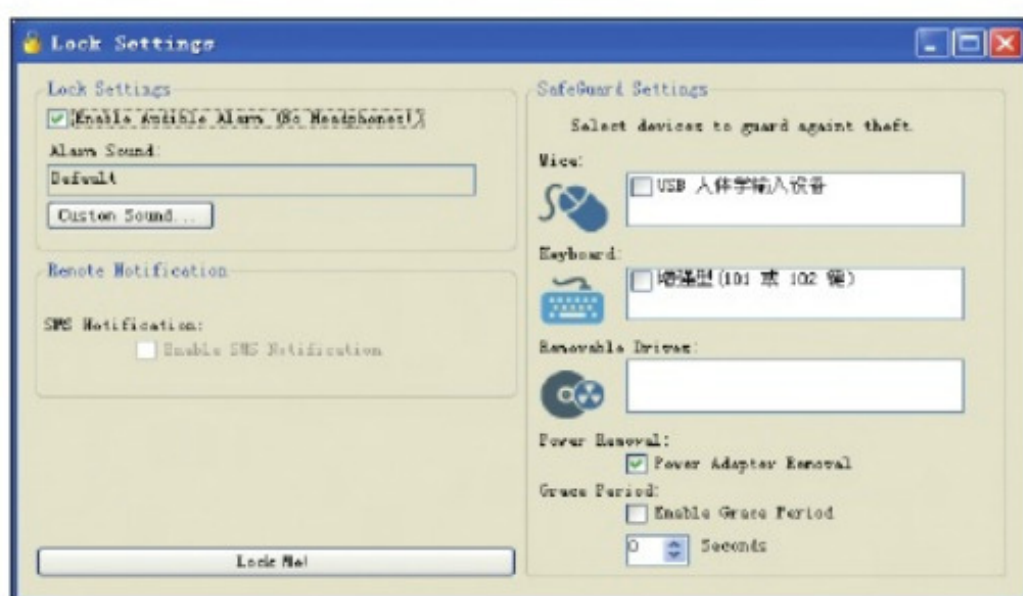 Lock Settings
Lock Settings
Enable Audible Alarm (No Headphones!)
Alarm Sound:
Default
Custom Sound...
Remote Notification
SMS Notification:
Enable SMS Notification
Lock Me!
SafeGuard Settings
Select devices to guard againt theft.
Mice:
USB 人体学输入设备
Keyboard:
增强型(101 或 102 键)
Removable Drives:
Power Removal:
Power Adapter Removal
Grace Period:
Enable Grace Period
0 Seconds